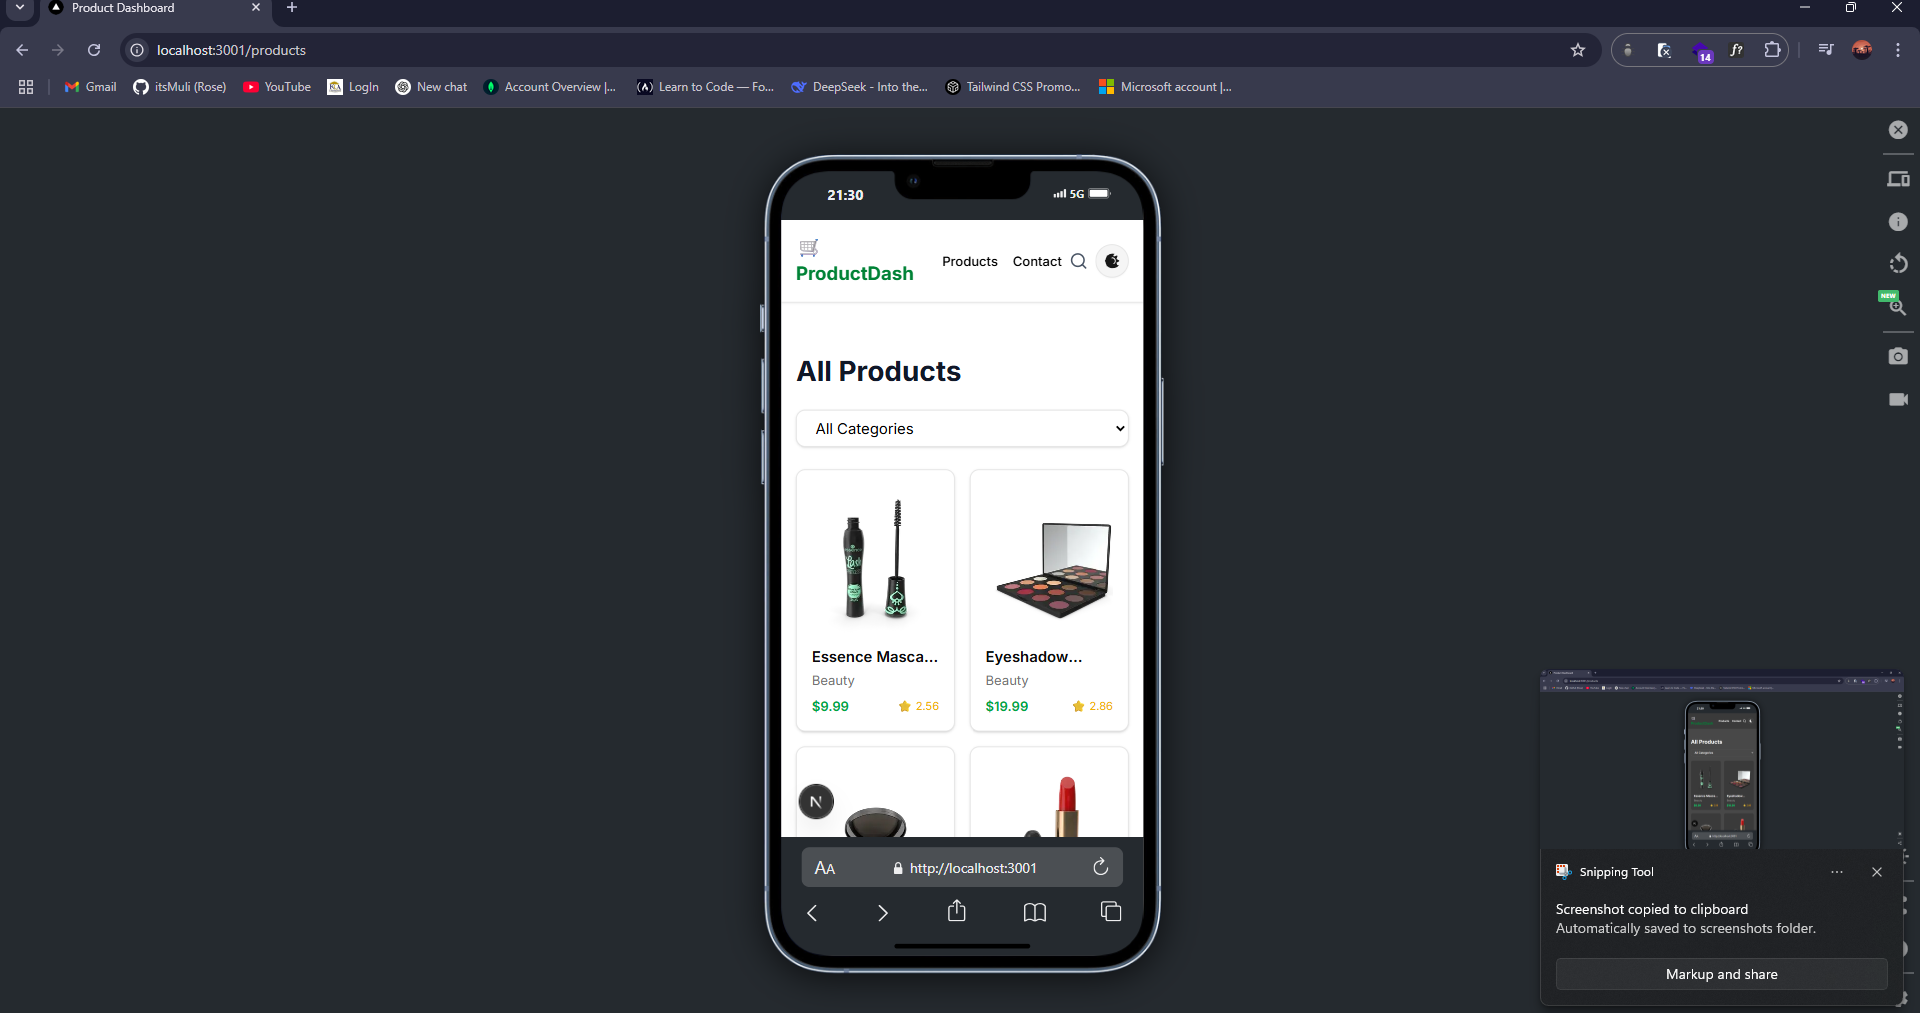 Product Dashboard
localhost:3001/products
14
f?
Gmail
itsMuli (Rose)
YouTube
LogIn
New chat
Account Overview |...
Learn to Code — Fo...
DeepSeek - Into the...
Tailwind CSS Promo...
Microsoft account |...
21:30
5G
ProductDash
Products
Contact
All Products
All Categories
Essence Masca...
Beauty
$9.99
2.56
Eyeshadow...
Beauty
$19.99
2.86
N
AA
http://localhost:3001
NEW
All Products
Snipping Tool
Screenshot copied to clipboard
Automatically saved to screenshots folder.
Markup and share